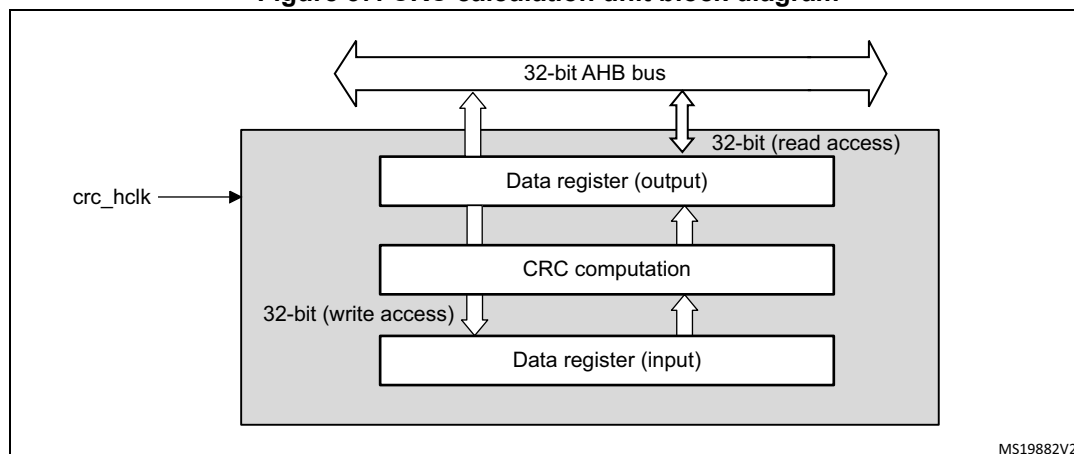 32-bit AHB bus
32-bit (read access)
Data register (output)
crc_hclk
CRC computation
32-bit (write access)
Data register (input)
MS19882V2